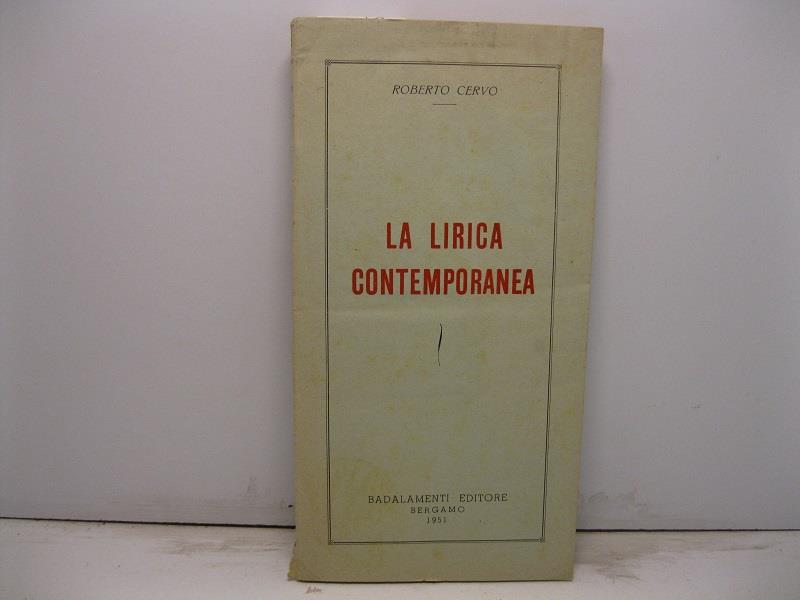 ROBERTO CERVO
LA LIRICA
CONTEMPORANEA
BADALAMENTI EDITORE
BERGAMO
1951